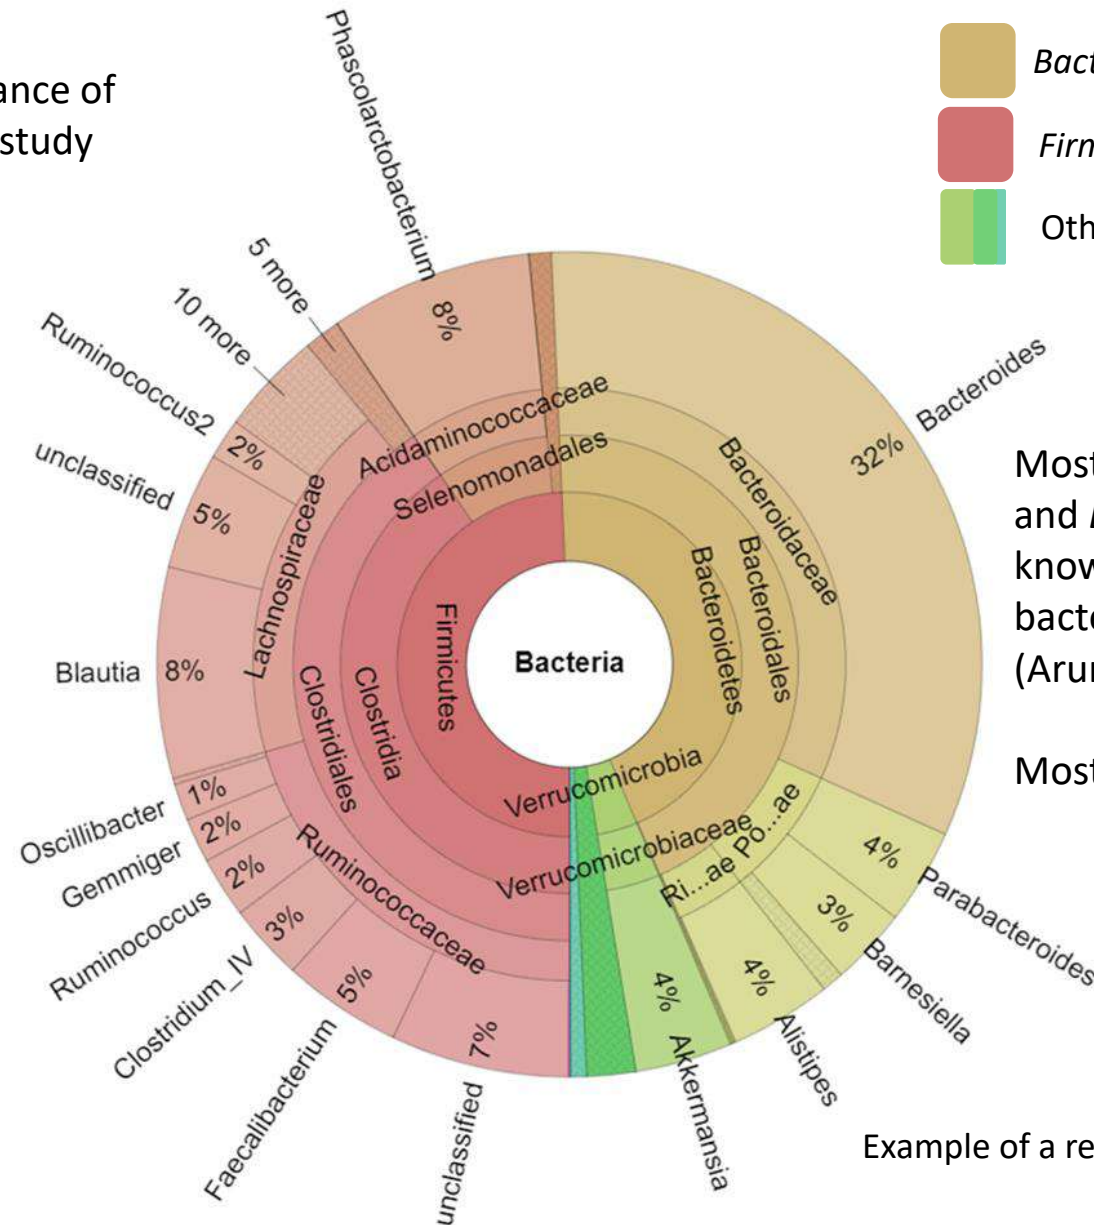 ance of
study
Bact
Firm
Oth
Phascolarctobacterium
8%
5 more
10 more
Ruminococcus2
2%
unclassified
5%
Blautia
8%
Oscillibacter
1%
Gemmiger
2%
Ruminococcus
2%
Clostridium_IV
3%
Faecalibacterium
5%
unclassified
7%
Akkermansia
4%
Alistipes
4%
Barnesiella
3%
Parabacteroides
4%
Bacteroides
32%
Acidaminococcaceae
Selenomonadales
Lachnospiraceae
Clostridiales
Clostridia
Firmicutes
Ruminococcaceae
Bacteria
Bacteroidetes
Bacteroidales
Bacteroidaceae
Verrucomicrobia
Verrucomicrobiaceae
Ri...ae
Po...ae
Most
and
know
bacte
(Arur
Most
Example of a re